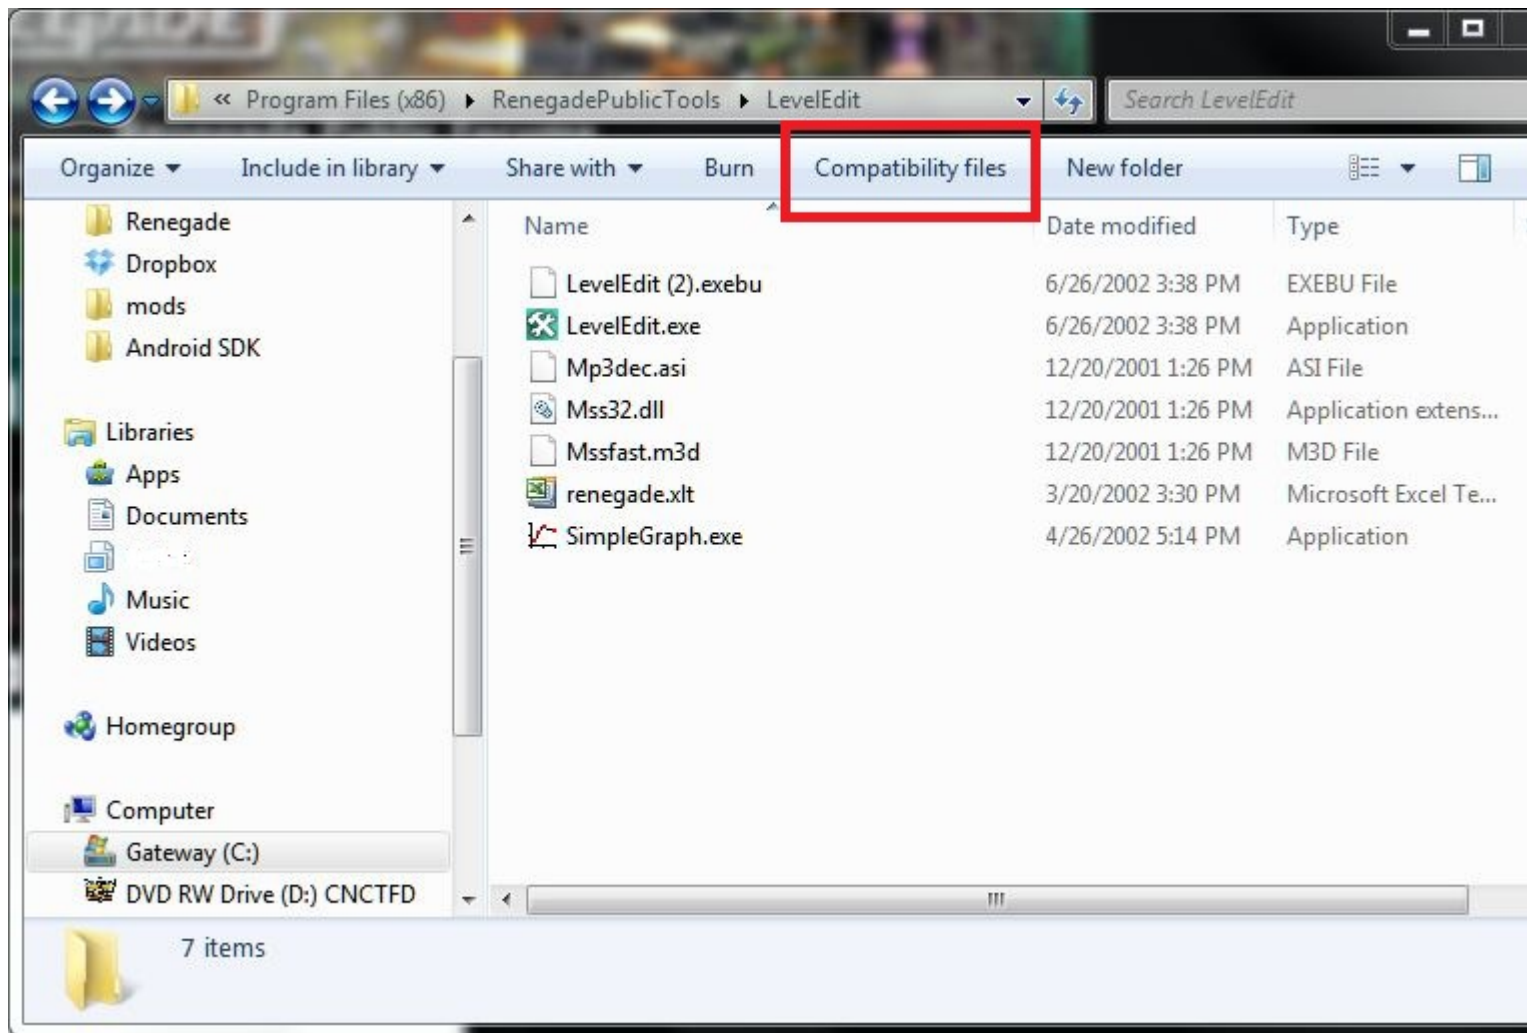 « Program Files (x86) RenegadePublicTools LevelEdit Search LevelEdit
Organize Include in library Share with Burn Compatibility files New folder
Renegade
Dropbox
mods
Android SDK
Libraries
Apps
Documents
Music
Videos
Homegroup
Computer
Gateway (C:)
DVD RW Drive (D:) CNCTFD
Name Date modified Type
LevelEdit (2).exebu 6/26/2002 3:38 PM EXEBU File
LevelEdit.exe 6/26/2002 3:38 PM Application
Mp3dec.asi 12/20/2001 1:26 PM ASI File
Mss32.dll 12/20/2001 1:26 PM Application extens...
Mssfast.m3d 12/20/2001 1:26 PM M3D File
renegade.xlt 3/20/2002 3:30 PM Microsoft Excel Te...
SimpleGraph.exe 4/26/2002 5:14 PM Application
7 items